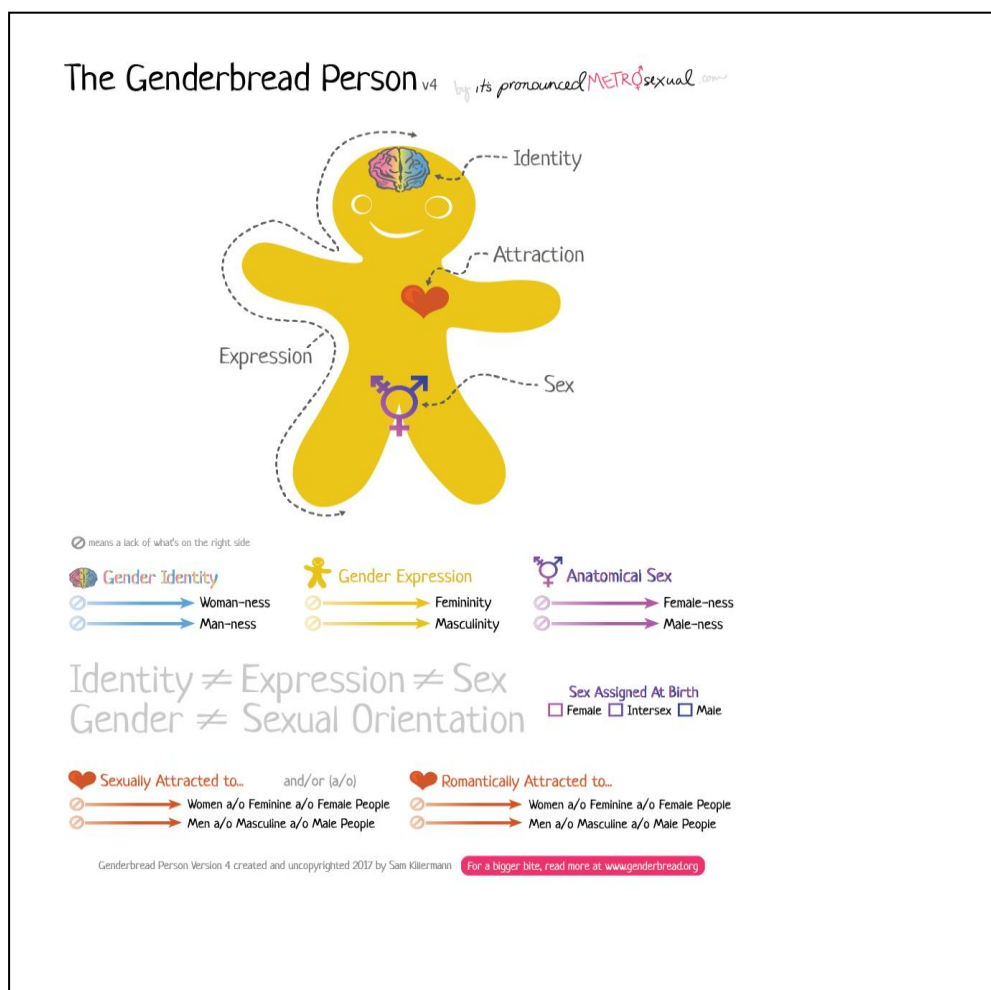 The Genderbread Person v4 by it's pronounced METROsexual.com
Identity
Attraction
Expression
Sex
means a lack of what's on the right side
Gender Identity
Woman-ness
Man-ness
Gender Expression
Femininity
Masculinity
Anatomical Sex
Female-ness
Male-ness
Identity ≠ Expression ≠ Sex
Gender ≠ Sexual Orientation
Sex Assigned At Birth
Female Intersex Male
Sexually Attracted to... and/or (a/o)
Women a/o Feminine a/o Female People
Men a/o Masculine a/o Male People
Romantically Attracted to...
Women a/o Feminine a/o Female People
Men a/o Masculine a/o Male People
Genderbread Person Version 4 created and uncopyrighted 2017 by Sam Killermann For a bigger bite, read more at www.genderbread.org